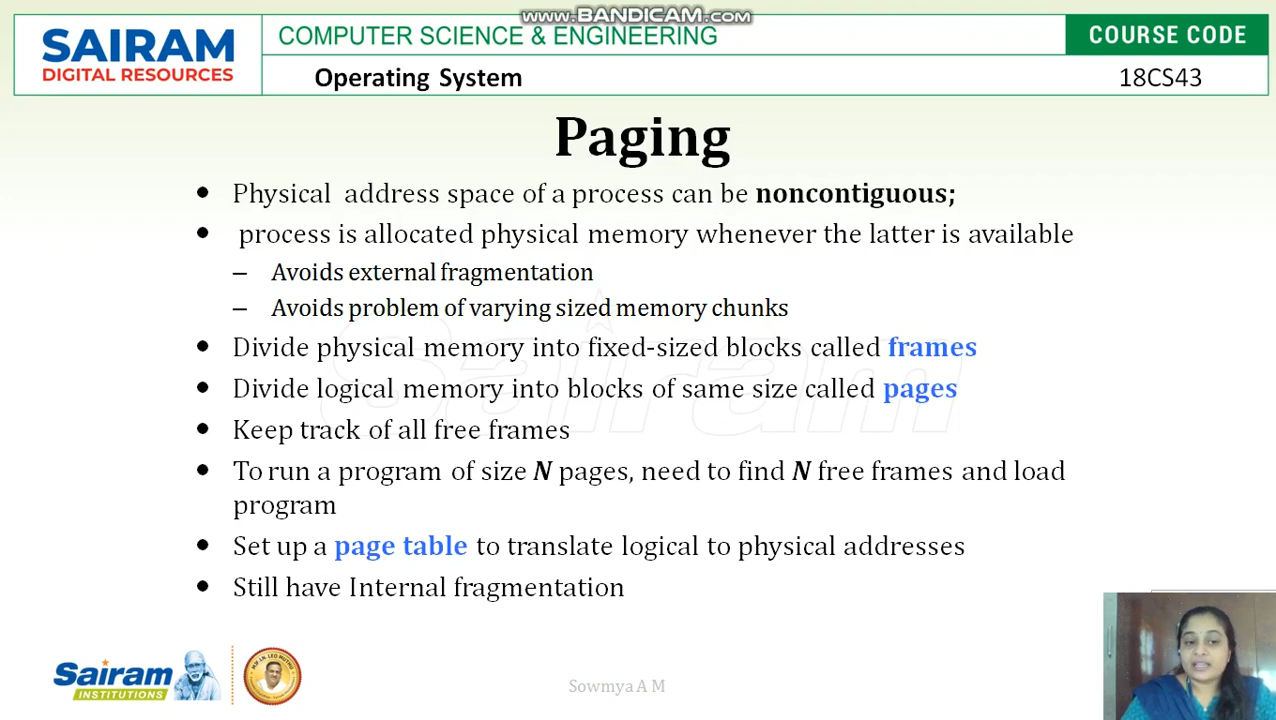 www.BANDICAM.com
SAIRAM
DIGITAL RESOURCES
COMPUTER SCIENCE & ENGINEERING
COURSE CODE
Operating System
18CS43
Paging
• Physical address space of a process can be noncontiguous;
• process is allocated physical memory whenever the latter is available
– Avoids external fragmentation
– Avoids problem of varying sized memory chunks
• Divide physical memory into fixed-sized blocks called frames
• Divide logical memory into blocks of same size called pages
• Keep track of all free frames
• To run a program of size N pages, need to find N free frames and load
program
• Set up a page table to translate logical to physical addresses
• Still have Internal fragmentation
Sairam
Sairam
INSTITUTIONS
Sowmya A M